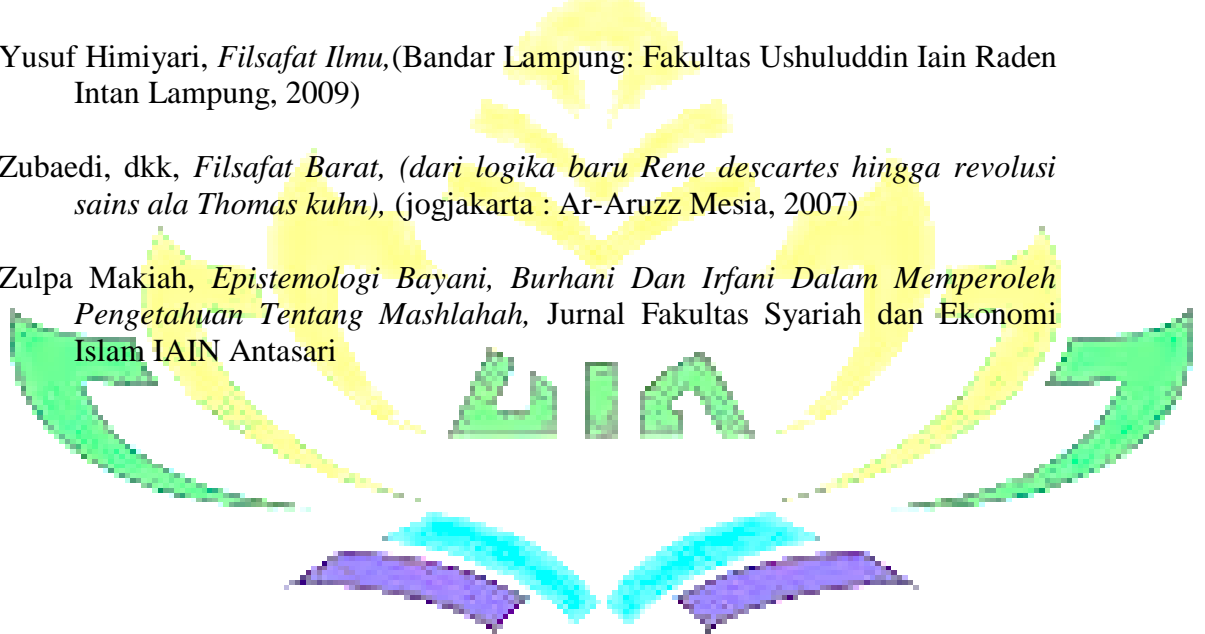 Yusuf Himiyari, Filsafat Ilmu,(Bandar Lampung: Fakultas Ushuluddin Iain Raden
Intan Lampung, 2009)
Zubaedi, dkk, Filsafat Barat, (dari logika baru Rene descartes hingga revolusi
sains ala Thomas kuhn), (jogjakarta : Ar-Aruzz Mesia, 2007)
Zulpa Makiah, Epistemologi Bayani, Burhani Dan Irfani Dalam Memperoleh
Pengetahuan Tentang Mashlahah, Jurnal Fakultas Syariah dan Ekonomi
Islam IAIN Antasari